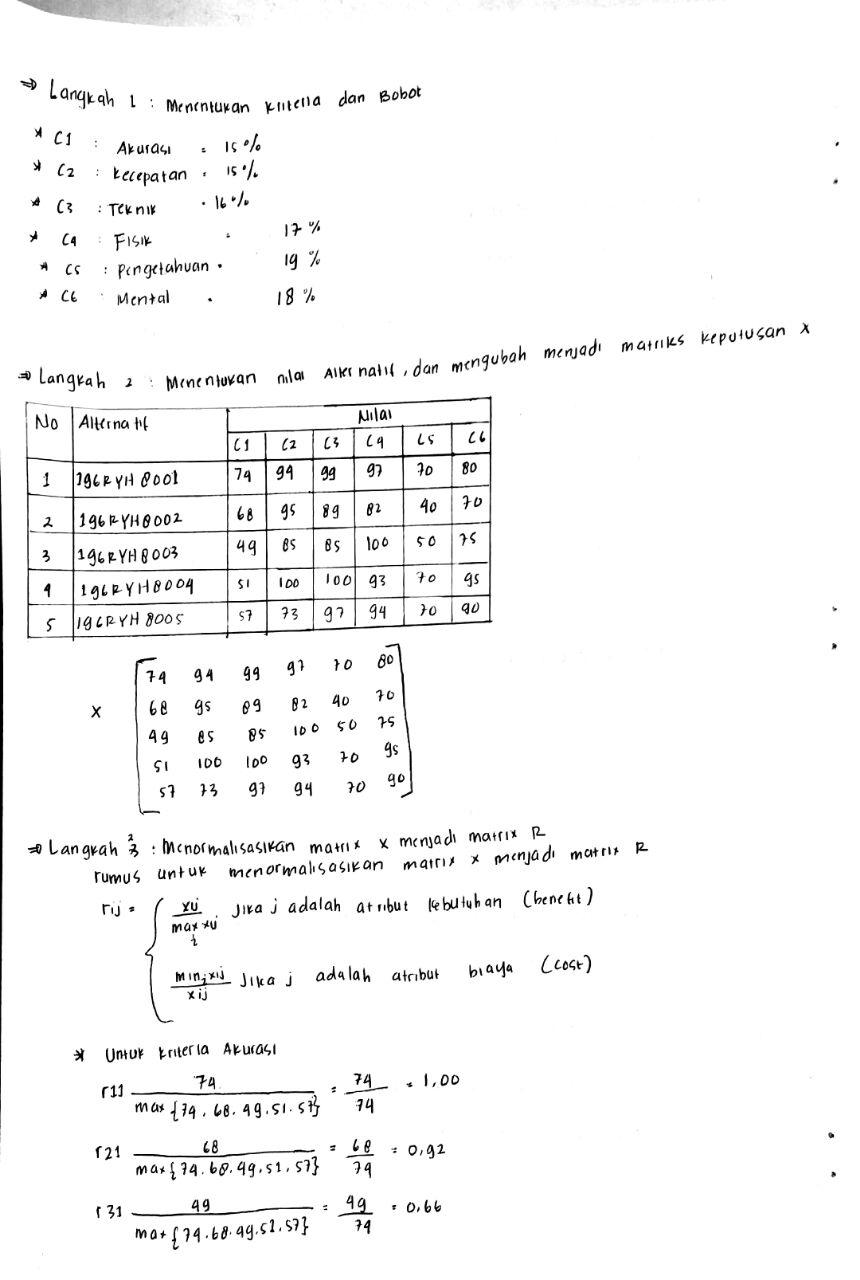 ⇒ Langkah 1 : Menentukan Kriteria dan Bobot
* C1 : Akurasi = 15 %
* C2 : Kecepatan = 15 %
* C3 : Teknik = 16 %
* C4 : Fisik = 17 %
* C5 : Pengetahuan = 19 %
* C6 : Mental = 18 %
⇒ Langkah 2 : Menentukan nilai Alternatif, dan mengubah menjadi matriks keputusan X
No Alternatif Nilai
C1 C2 C3 C4 C5 C6
1 196RYH8001 74 94 99 97 70 80
2 196RYH8002 68 95 89 82 40 70
3 196RYH8003 49 85 85 100 50 75
4 196RYH8004 51 100 100 93 70 95
5 196RYH8005 57 73 97 94 70 90
74 94 99 97 70 80
X 68 95 89 82 40 70
49 85 85 100 50 75
51 100 100 93 70 95
57 73 97 94 70 90
⇒ Langkah 3 : Menormalisasikan matrix x menjadi matrix R
rumus untuk menormalisasikan matrix x menjadi matrix R
rij = { xij / max xij i Jika j adalah atribut kebutuhan (benefit)
min i xij / xij Jika j adalah atribut biaya (cost)
* Untuk kriteria Akurasi
r11 74 / max {74, 68, 49, 51, 57} = 74 / 74 = 1,00
r21 68 / max {74, 68, 49, 51, 57} = 68 / 74 = 0,92
r31 49 / max {74, 68, 49, 51, 57} = 49 / 74 = 0,66